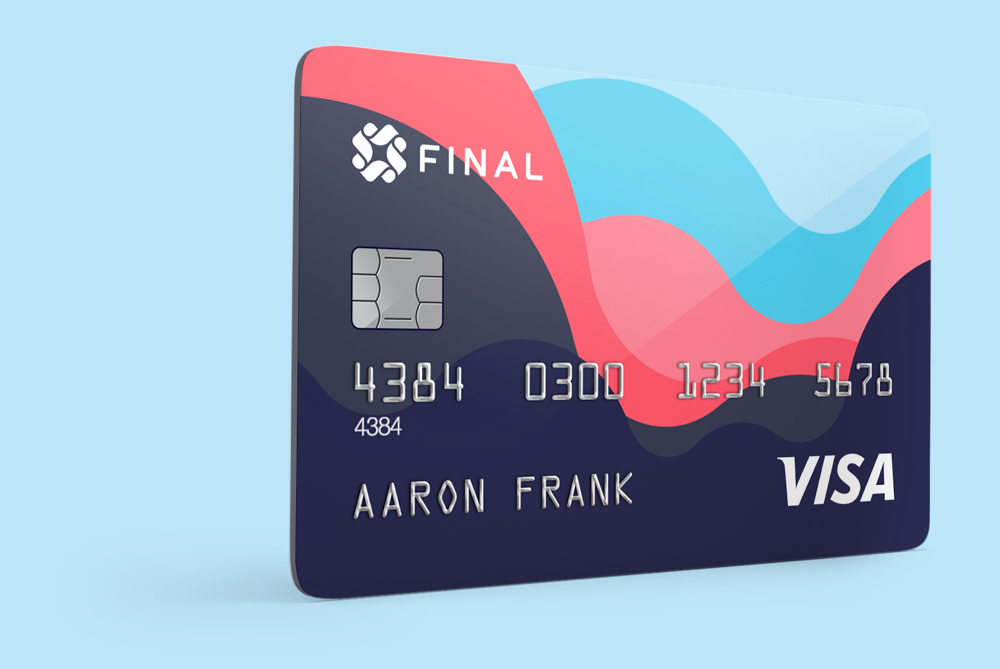 FINAL
4384 0300 1234 5678
4384
AARON FRANK
VISA